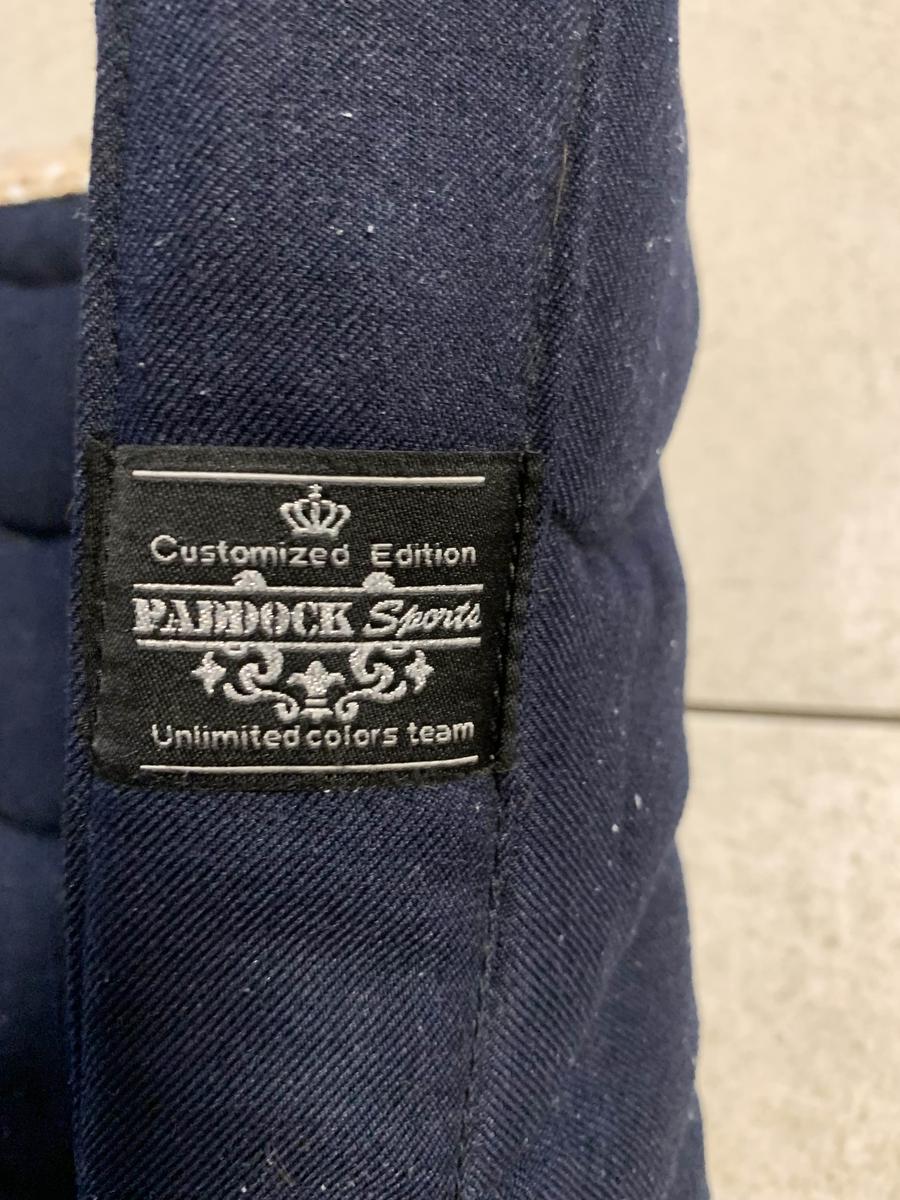 Customized Edition
PADDOCK Sports
Unlimited colors team